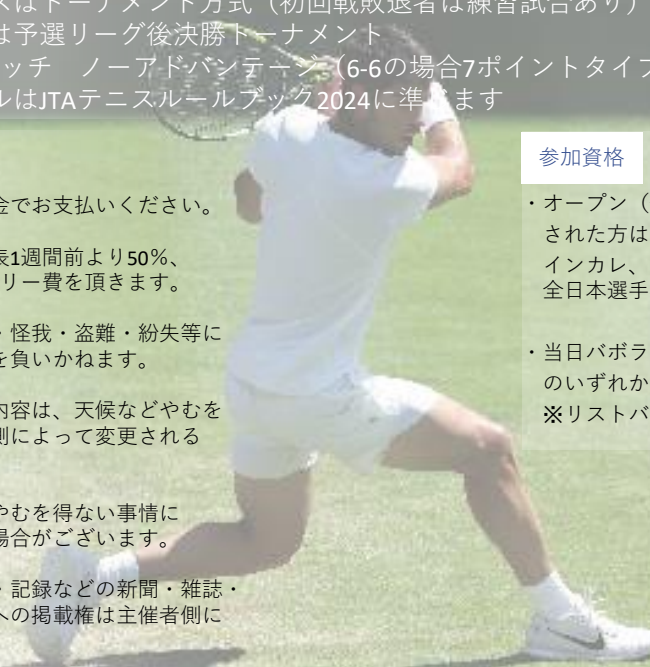 スはトーナメント方式（初回戦敗退者は練習試合あり）
は予選リーグ後決勝トーナメント
ッチ　ノーアドバンテージ（6-6の場合7ポイントタイブ
ルはJTAテニスルールブック2024に準じます
金でお支払いください。
表1週間前より50%、
リー費を頂きます。
・怪我・盗難・紛失等に
を負いかねます。
内容は、天候などやむを
側によって変更される
やむを得ない事情に
場合がございます。
・記録などの新聞・雑誌・
への掲載権は主催者側に
参加資格
・オープン（
された方は
インカレ、
全日本選手
・当日バボラ
のいずれか
※リストバ